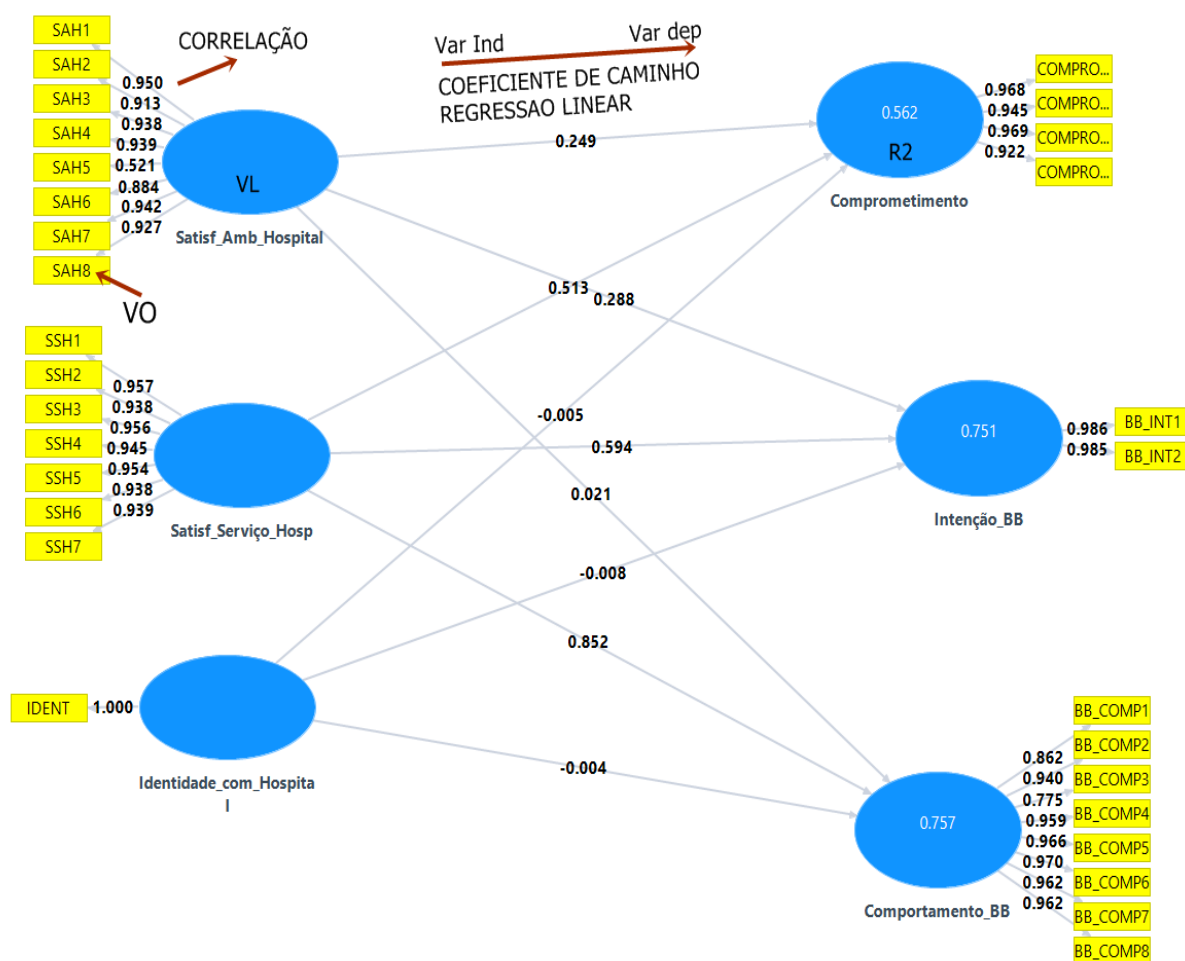 SAH1
SAH2
SAH3
SAH4
SAH5
SAH6
SAH7
SAH8
0.950
0.913
0.938
0.939
0.521
0.884
0.942
0.927
CORRELAÇÃO
VL
Satisf_Amb_Hospital
VO
Var Ind
Var dep
COEFICIENTE DE CAMINHO
REGRESSAO LINEAR
0.249
0.562
R2
Comprometimento
0.968
0.945
0.969
0.922
COMPRO...
COMPRO...
COMPRO...
COMPRO...
SSH1
SSH2
SSH3
SSH4
SSH5
SSH6
SSH7
0.957
0.938
0.956
0.945
0.954
0.938
0.939
Satisf_Serviço_Hosp
0.513
0.288
-0.005
0.594
0.021
-0.008
0.852
-0.004
0.751
Intenção_BB
0.986
0.985
BB_INT1
BB_INT2
IDENT
1.000
Identidade_com_Hospita
l
0.757
Comportamento_BB
0.862
0.940
0.775
0.959
0.966
0.970
0.962
0.962
BB_COMP1
BB_COMP2
BB_COMP3
BB_COMP4
BB_COMP5
BB_COMP6
BB_COMP7
BB_COMP8